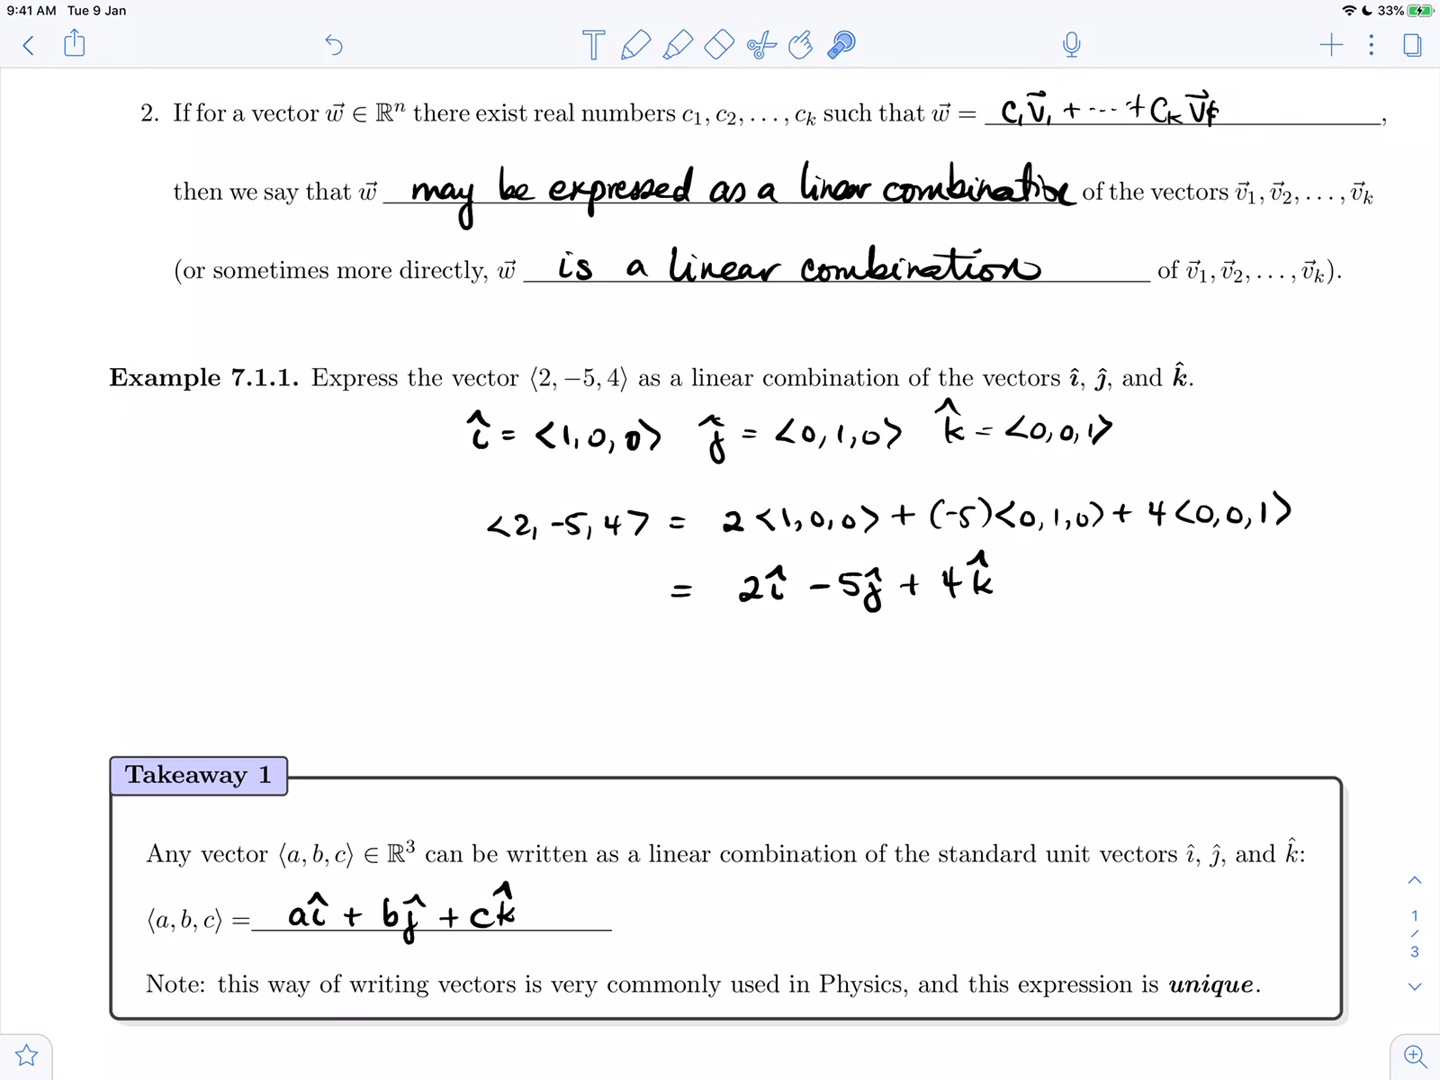 9:41 AM Tue 9 Jan 33%
2. If for a vector w⃗ ∈ ℝⁿ there exist real numbers c₁, c₂, . . . , cₖ such that w⃗ = c₁v⃗₁ + ··· + cₖv⃗ₖ,
then we say that w⃗ may be expressed as a linear combination of the vectors v⃗₁, v⃗₂, . . . , v⃗ₖ
(or sometimes more directly, w⃗ is a linear combination of v⃗₁, v⃗₂, . . . , v⃗ₖ).
Example 7.1.1. Express the vector ⟨2, −5, 4⟩ as a linear combination of the vectors î, ĵ, and k̂.
î = <1, 0, 0> ĵ = <0, 1, 0> k̂ = <0, 0, 1>
<2, -5, 4> = 2<1, 0, 0> + (-5)<0, 1, 0> + 4<0, 0, 1>
= 2î - 5ĵ + 4k̂
Takeaway 1
Any vector ⟨a, b, c⟩ ∈ ℝ³ can be written as a linear combination of the standard unit vectors î, ĵ, and k̂:
⟨a, b, c⟩ = aî + bĵ + ck̂
Note: this way of writing vectors is very commonly used in Physics, and this expression is unique.
1
/
3